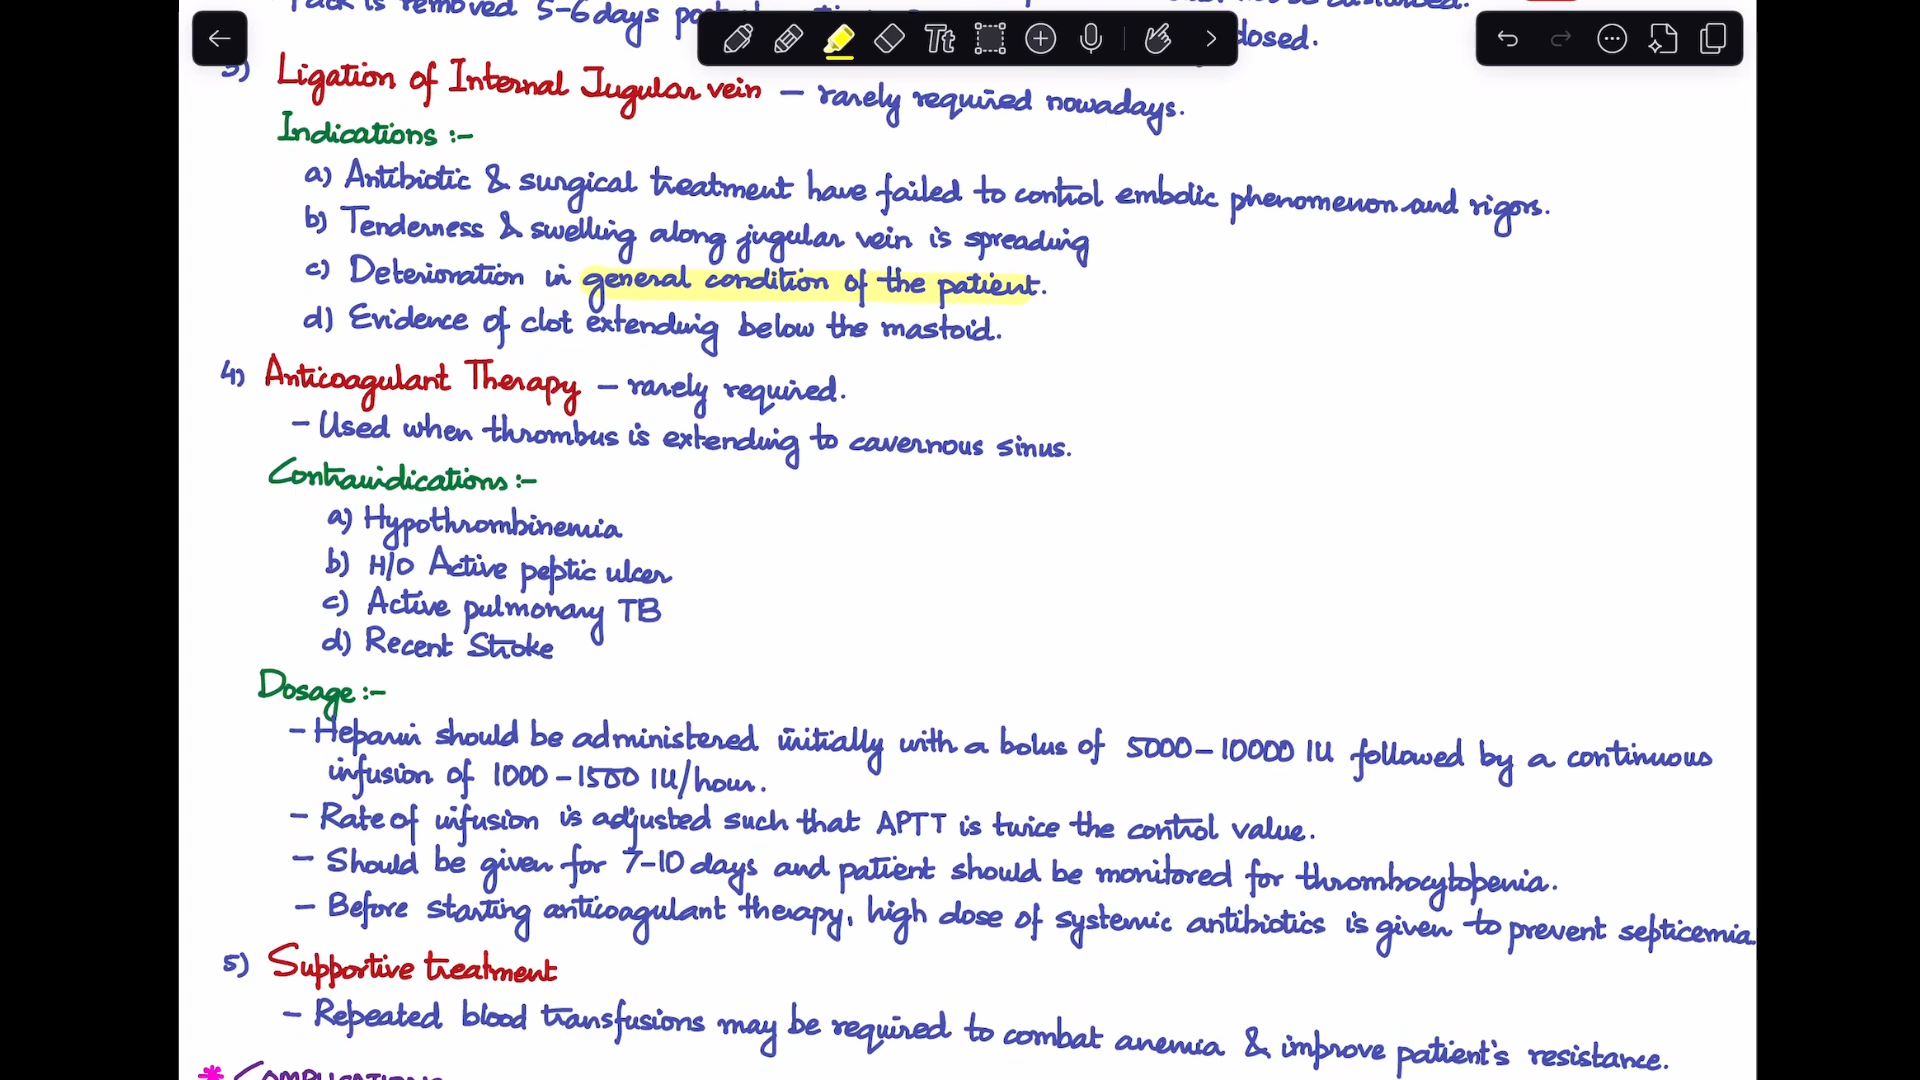 is removed 5-6 days
closed.
3) Ligation of Internal Jugular vein – rarely required nowadays.
Indications :-
a) Antibiotic & surgical treatment have failed to control embolic phenomenon and rigors.
b) Tenderness & swelling along jugular vein is spreading
c) Deterioration in general condition of the patient.
d) Evidence of clot extending below the mastoid.
4) Anticoagulant Therapy – rarely required.
– Used when thrombus is extending to cavernous sinus.
Contraindications :-
a) Hypothrombinemia
b) H/O Active peptic ulcer
c) Active pulmonary TB
d) Recent Stroke
Dosage :-
– Heparin should be administered initially with a bolus of 5000–10000 IU followed by a continuous
infusion of 1000–1500 IU/hour.
– Rate of infusion is adjusted such that APTT is twice the control value.
– Should be given for 7–10 days and patient should be monitored for thrombocytopenia.
– Before starting anticoagulant therapy, high dose of systemic antibiotics is given to prevent septicemia.
5) Supportive treatment
– Repeated blood transfusions may be required to combat anemia & improve patient's resistance.
* COMPLICATIONS